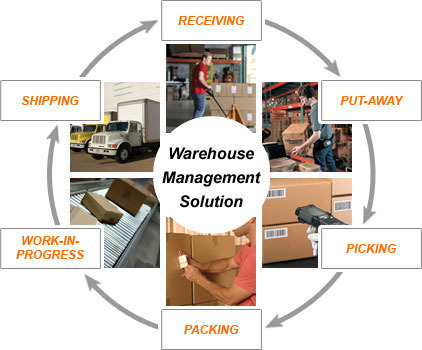 RECEIVING
SHIPPING
PUT-AWAY
Warehouse
Management
Solution
WORK-IN-
PROGRESS
PICKING
PACKING